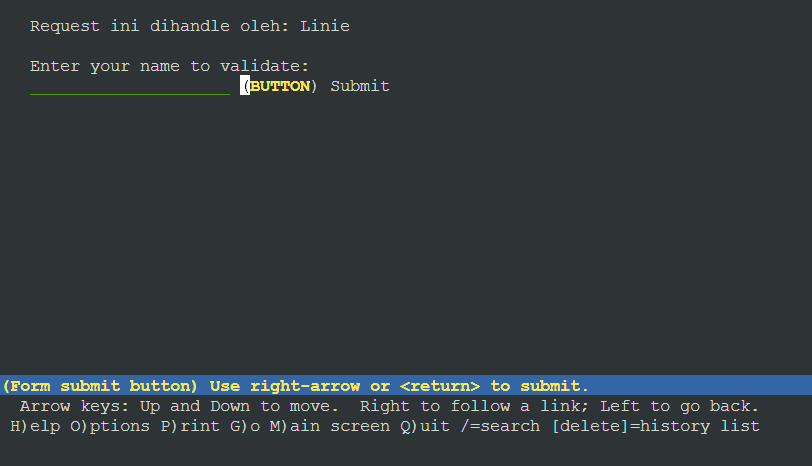 Request ini dihandle oleh: Linie
Enter your name to validate:
____________________ (BUTTON) Submit
(Form submit button) Use right-arrow or <return> to submit.
Arrow keys: Up and Down to move.  Right to follow a link; Left to go back.
H)elp O)ptions P)rint G)o M)ain screen Q)uit /=search [delete]=history list